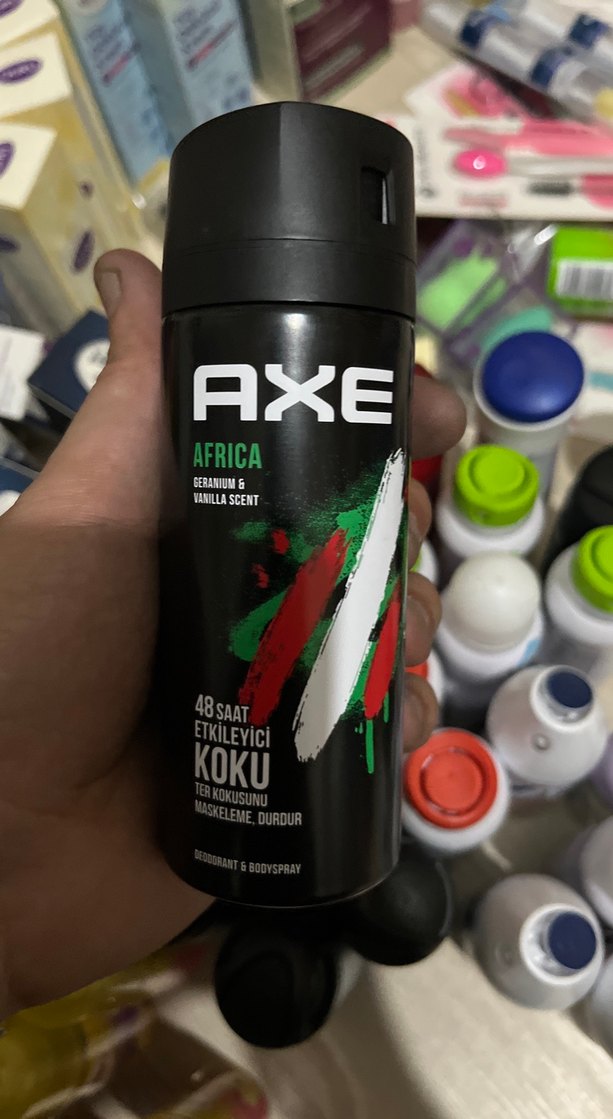 AXE
AFRICA
GERANIUM &
VANILLA SCENT
48 SAAT
ETKİLEYİCİ
KOKU
TER KOKUSUNU
MASKELEME, DURDUR
DEODORANT & BODYSPRAY